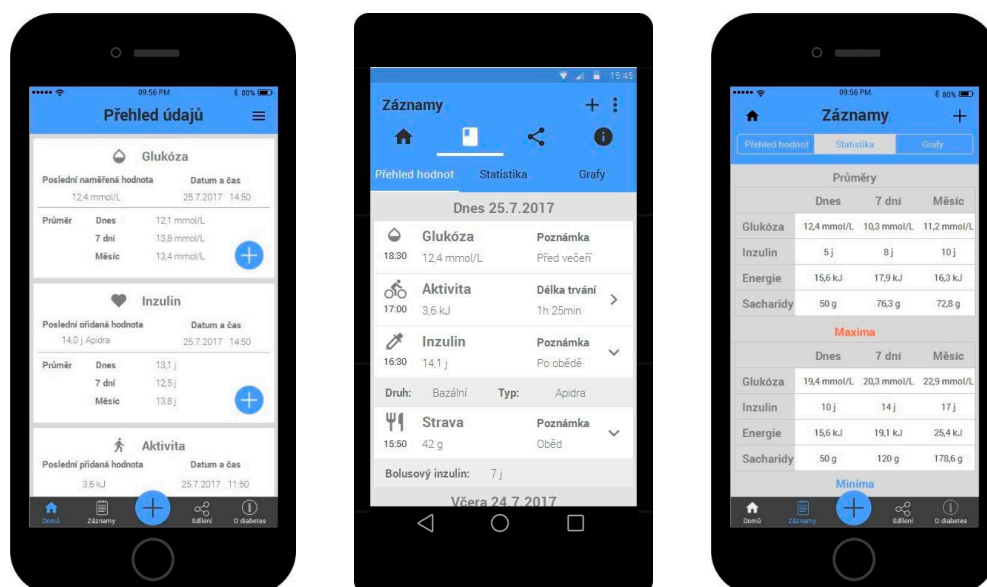 09:56 PM 80%
Přehled údajů
Glukóza
Poslední naměřená hodnota Datum a čas
12,4 mmol/L 25.7.2017 14:50
Průměr Dnes 12,1 mmol/L
7 dní 13,8 mmol/L
Měsíc 13,4 mmol/L
Inzulin
Poslední přidaná hodnota Datum a čas
14,0 j Apidra 25.7.2017 14:50
Průměr Dnes 13,1 j
7 dní 12,5 j
Měsíc 13,8 j
Aktivita
Poslední přidaná hodnota Datum a čas
3,6 kJ 25.7.2017 11:50
Domů Záznamy Sdílení O diabetes
15:45
Záznamy
Přehled hodnot Statistika Grafy
Dnes 25.7.2017
Glukóza Poznámka
18:30 12,4 mmol/L Před večeří
Aktivita Délka trvání
17:00 3,6 kJ 1h 25min
Inzulin Poznámka
16:30 14,1 j Po obědě
Druh: Bazální Typ: Apidra
Strava Poznámka
15:50 42 g Oběd
Bolusový inzulin: 7 j
Včera 24.7.2017
09:56 PM 80%
Záznamy
Přehled hodnot Statistika Grafy
Průměry
Dnes 7 dní Měsíc
Glukóza 12,4 mmol/L 10,3 mmol/L 11,2 mmol/L
Inzulin 5 j 8 j 10 j
Energie 15,6 kJ 17,9 kJ 16,3 kJ
Sacharidy 50 g 76,3 g 72,8 g
Maxima
Dnes 7 dní Měsíc
Glukóza 19,4 mmol/L 20,3 mmol/L 22,9 mmol/L
Inzulin 10 j 14 j 17 j
Energie 15,6 kJ 19,1 kJ 25,4 kJ
Sacharidy 50 g 120 g 178,6 g
Minima
Domů Záznamy Sdílení O diabetes